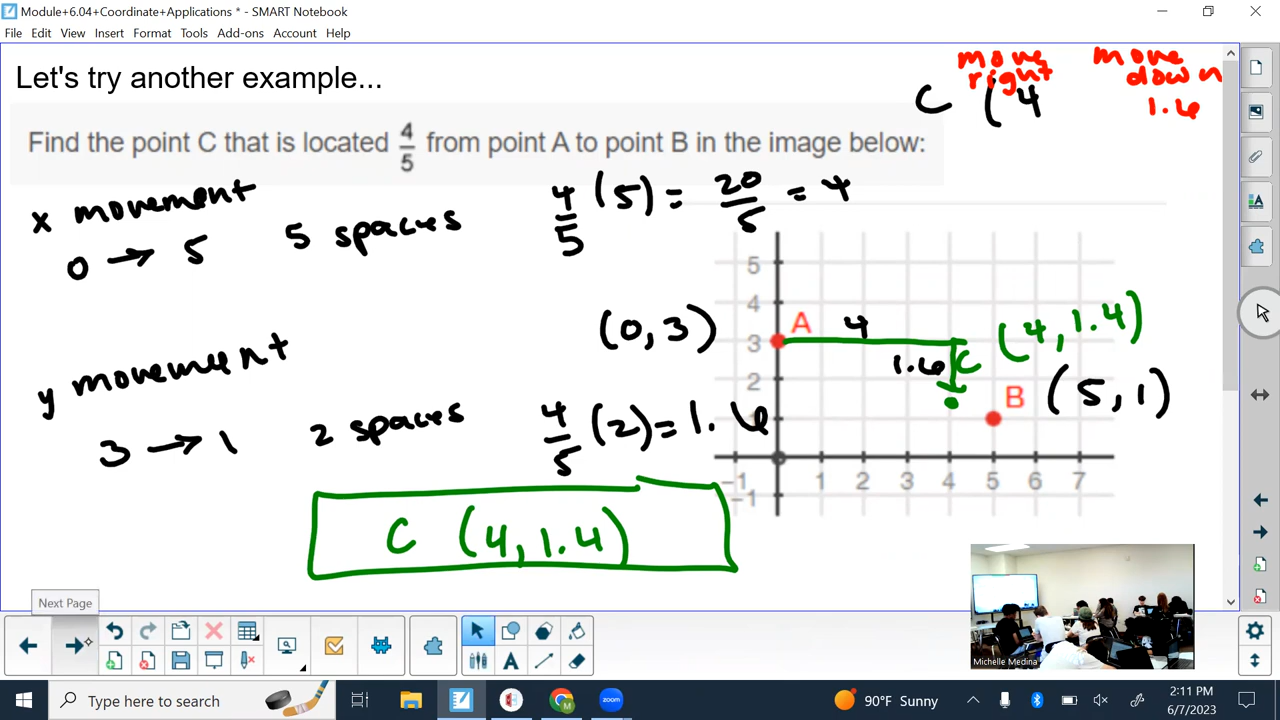 Module+6.04+Coordinate+Applications * - SMART Notebook
File Edit View Insert Format Tools Add-ons Account Help
Let's try another example...
move right
move down
1.6
C (4
Find the point C that is located 4/5 from point A to point B in the image below:
x movement
0 → 5
5 spaces
4/5 (5) = 20/5 = 4
y movement
3 → 1
2 spaces
4/5 (2) = 1.6
(0,3)
A
4
1.6
C
(4,1.4)
B
(5,1)
5
4
3
2
-1
-1 1 2 3 4 5 6 7
C (4,1.4)
Michelle Medina
Next Page
Type here to search
zoom
90°F Sunny
2:11 PM
6/7/2023